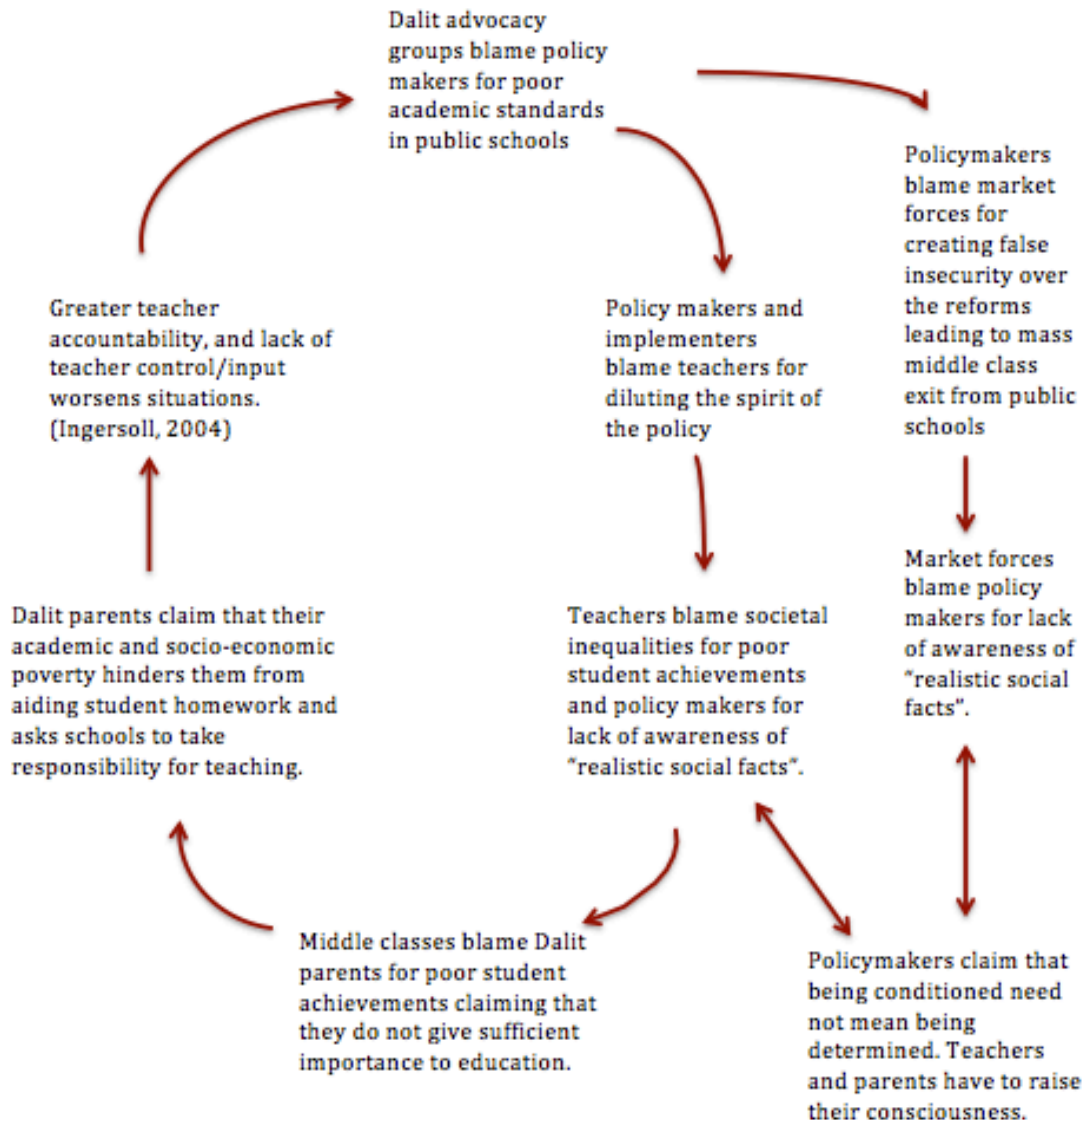 Dalit advocacy
groups blame policy
makers for poor
academic standards
in public schools
Policymakers
blame market
forces for
creating false
insecurity over
the reforms
leading to mass
middle class
exit from public
schools
Greater teacher
accountability, and lack of
teacher control/input
worsens situations.
(Ingersoll, 2004)
Policy makers and
implementers
blame teachers for
diluting the spirit of
the policy
Market forces
blame policy
makers for lack
of awareness of
"realistic social
facts".
Dalit parents claim that their
academic and socio-economic
poverty hinders them from
aiding student homework and
asks schools to take
responsibility for teaching.
Teachers blame societal
inequalities for poor
student achievements
and policy makers for
lack of awareness of
"realistic social facts".
Middle classes blame Dalit
parents for poor student
achievements claiming that
they do not give sufficient
importance to education.
Policymakers claim that
being conditioned need
not mean being
determined. Teachers
and parents have to raise
their consciousness.